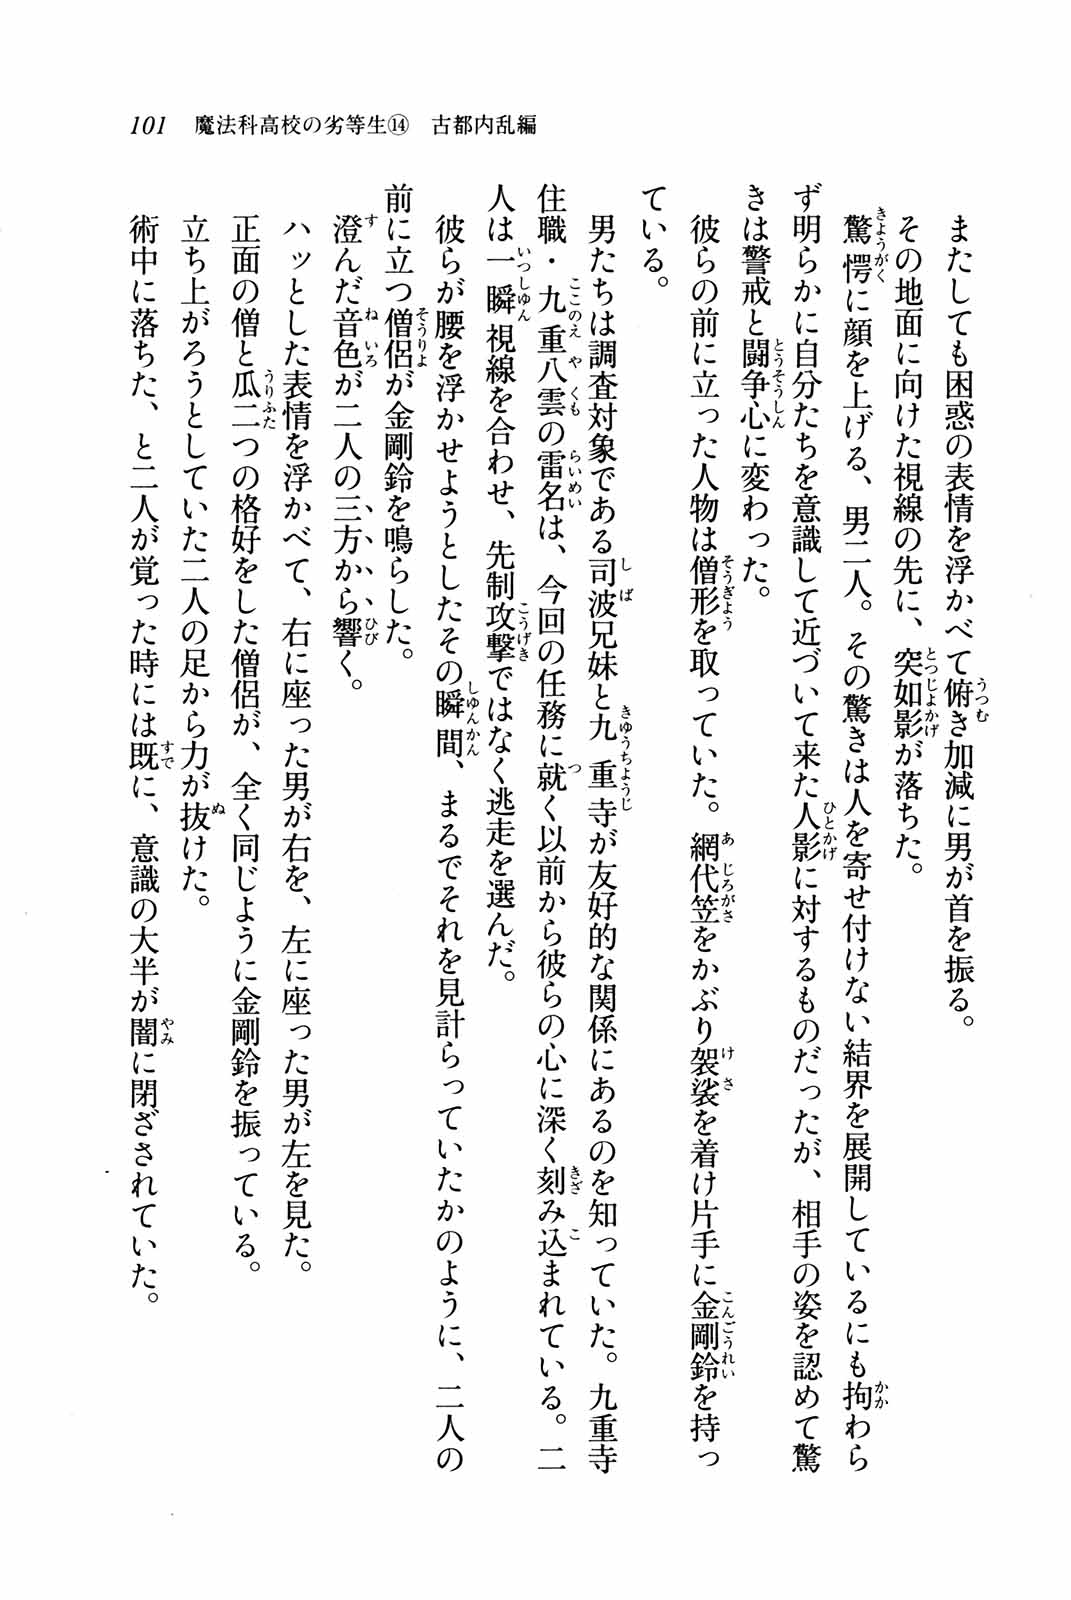 101 魔法科高校の劣等生⑭ 古都内乱編
またしても困惑の表情を浮かべて俯き加減に男が首を振る。
その地面に向けた視線の先に、突如影が落ちた。
驚愕に顔を上げる、男二人。その驚きは人を寄せ付けない結界を展開しているにも拘わら
ず明らかに自分たちを意識して近づいて来た人影に対するものだったが、相手の姿を認めて驚
きは警戒と闘争心に変わった。
彼らの前に立った人物は僧形を取っていた。網代笠をかぶり袈裟を着け片手に金剛鈴を持っ
ている。
男たちは調査対象である司波兄妹と九重寺が友好的な関係にあるのを知っていた。九重寺
住職・九重八雲の雷名は、今回の任務に就く以前から彼らの心に深く刻み込まれている。二
人は一瞬視線を合わせ、先制攻撃ではなく逃走を選んだ。
彼らが腰を浮かせようとしたその瞬間、まるでそれを見計らっていたかのように、二人の
前に立つ僧侶が金剛鈴を鳴らした。
澄んだ音色が二人の三方から響く。
ハッとした表情を浮かべて、右に座った男が右を、左に座った男が左を見た。
正面の僧と瓜二つの格好をした僧侶が、全く同じように金剛鈴を振っている。
立ち上がろうとしていた二人の足から力が抜けた。
術中に落ちた、と二人が覚った時には既に、意識の大半が闇に閉ざされていた。